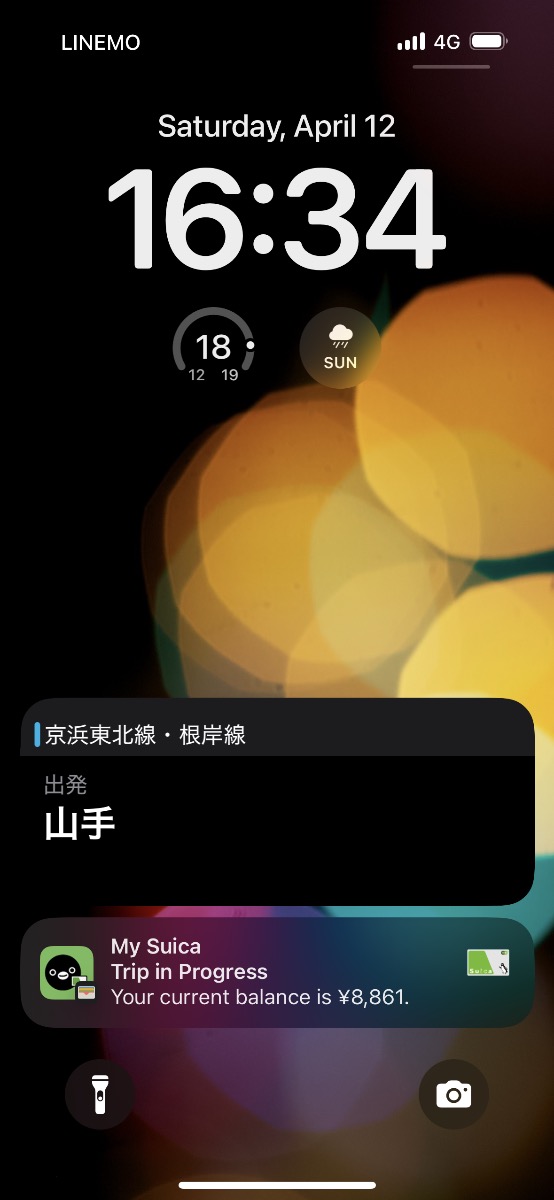 LINEMO
4G
Saturday, April 12
16:34
18
12 19
SUN
京浜東北線・根岸線
出発
山手
My Suica
Trip in Progress
Your current balance is ¥8,861.
Suica